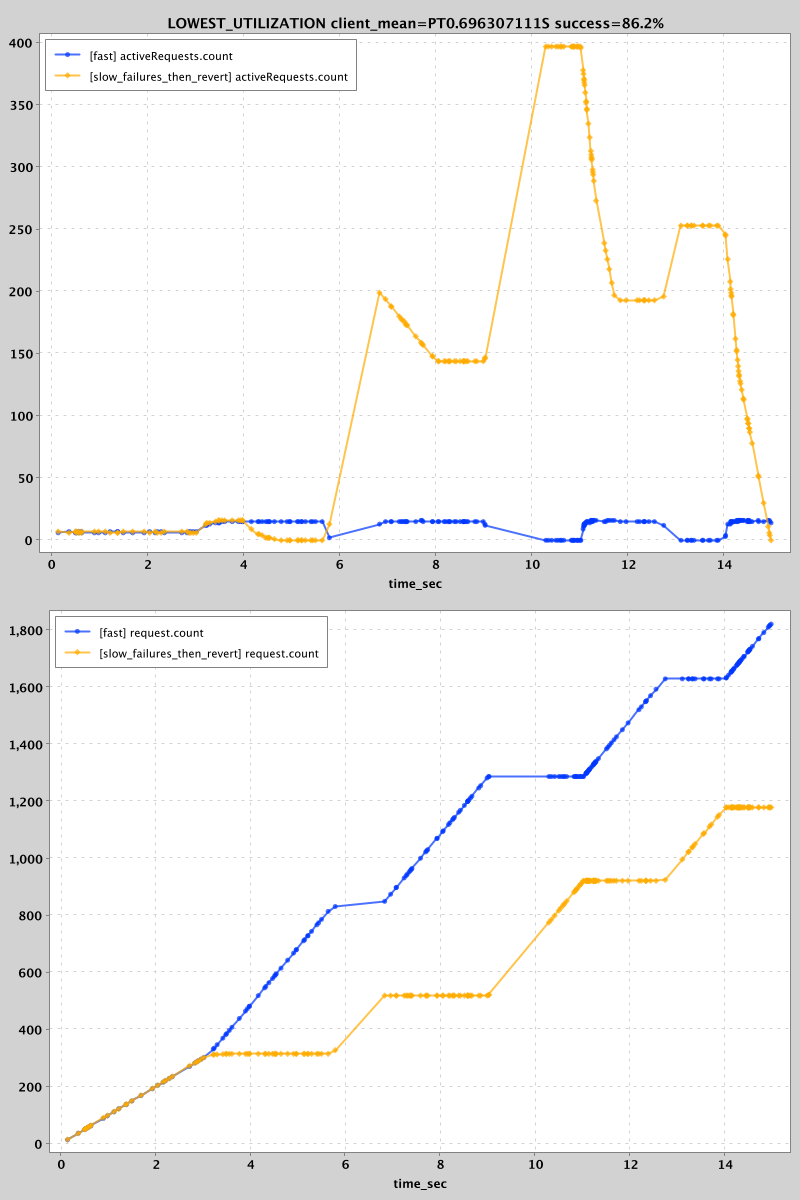 LOWEST_UTILIZATION client_mean=PT0.696307111S success=86.2%
[fast] activeRequests.count
[slow_failures_then_revert] activeRequests.count
400
350
300
250
200
150
100
50
0
0 2 4 6 8 10 12 14
time_sec
[fast] request.count
[slow_failures_then_revert] request.count
1,800
1,600
1,400
1,200
1,000
800
600
400
200
0
0 2 4 6 8 10 12 14
time_sec